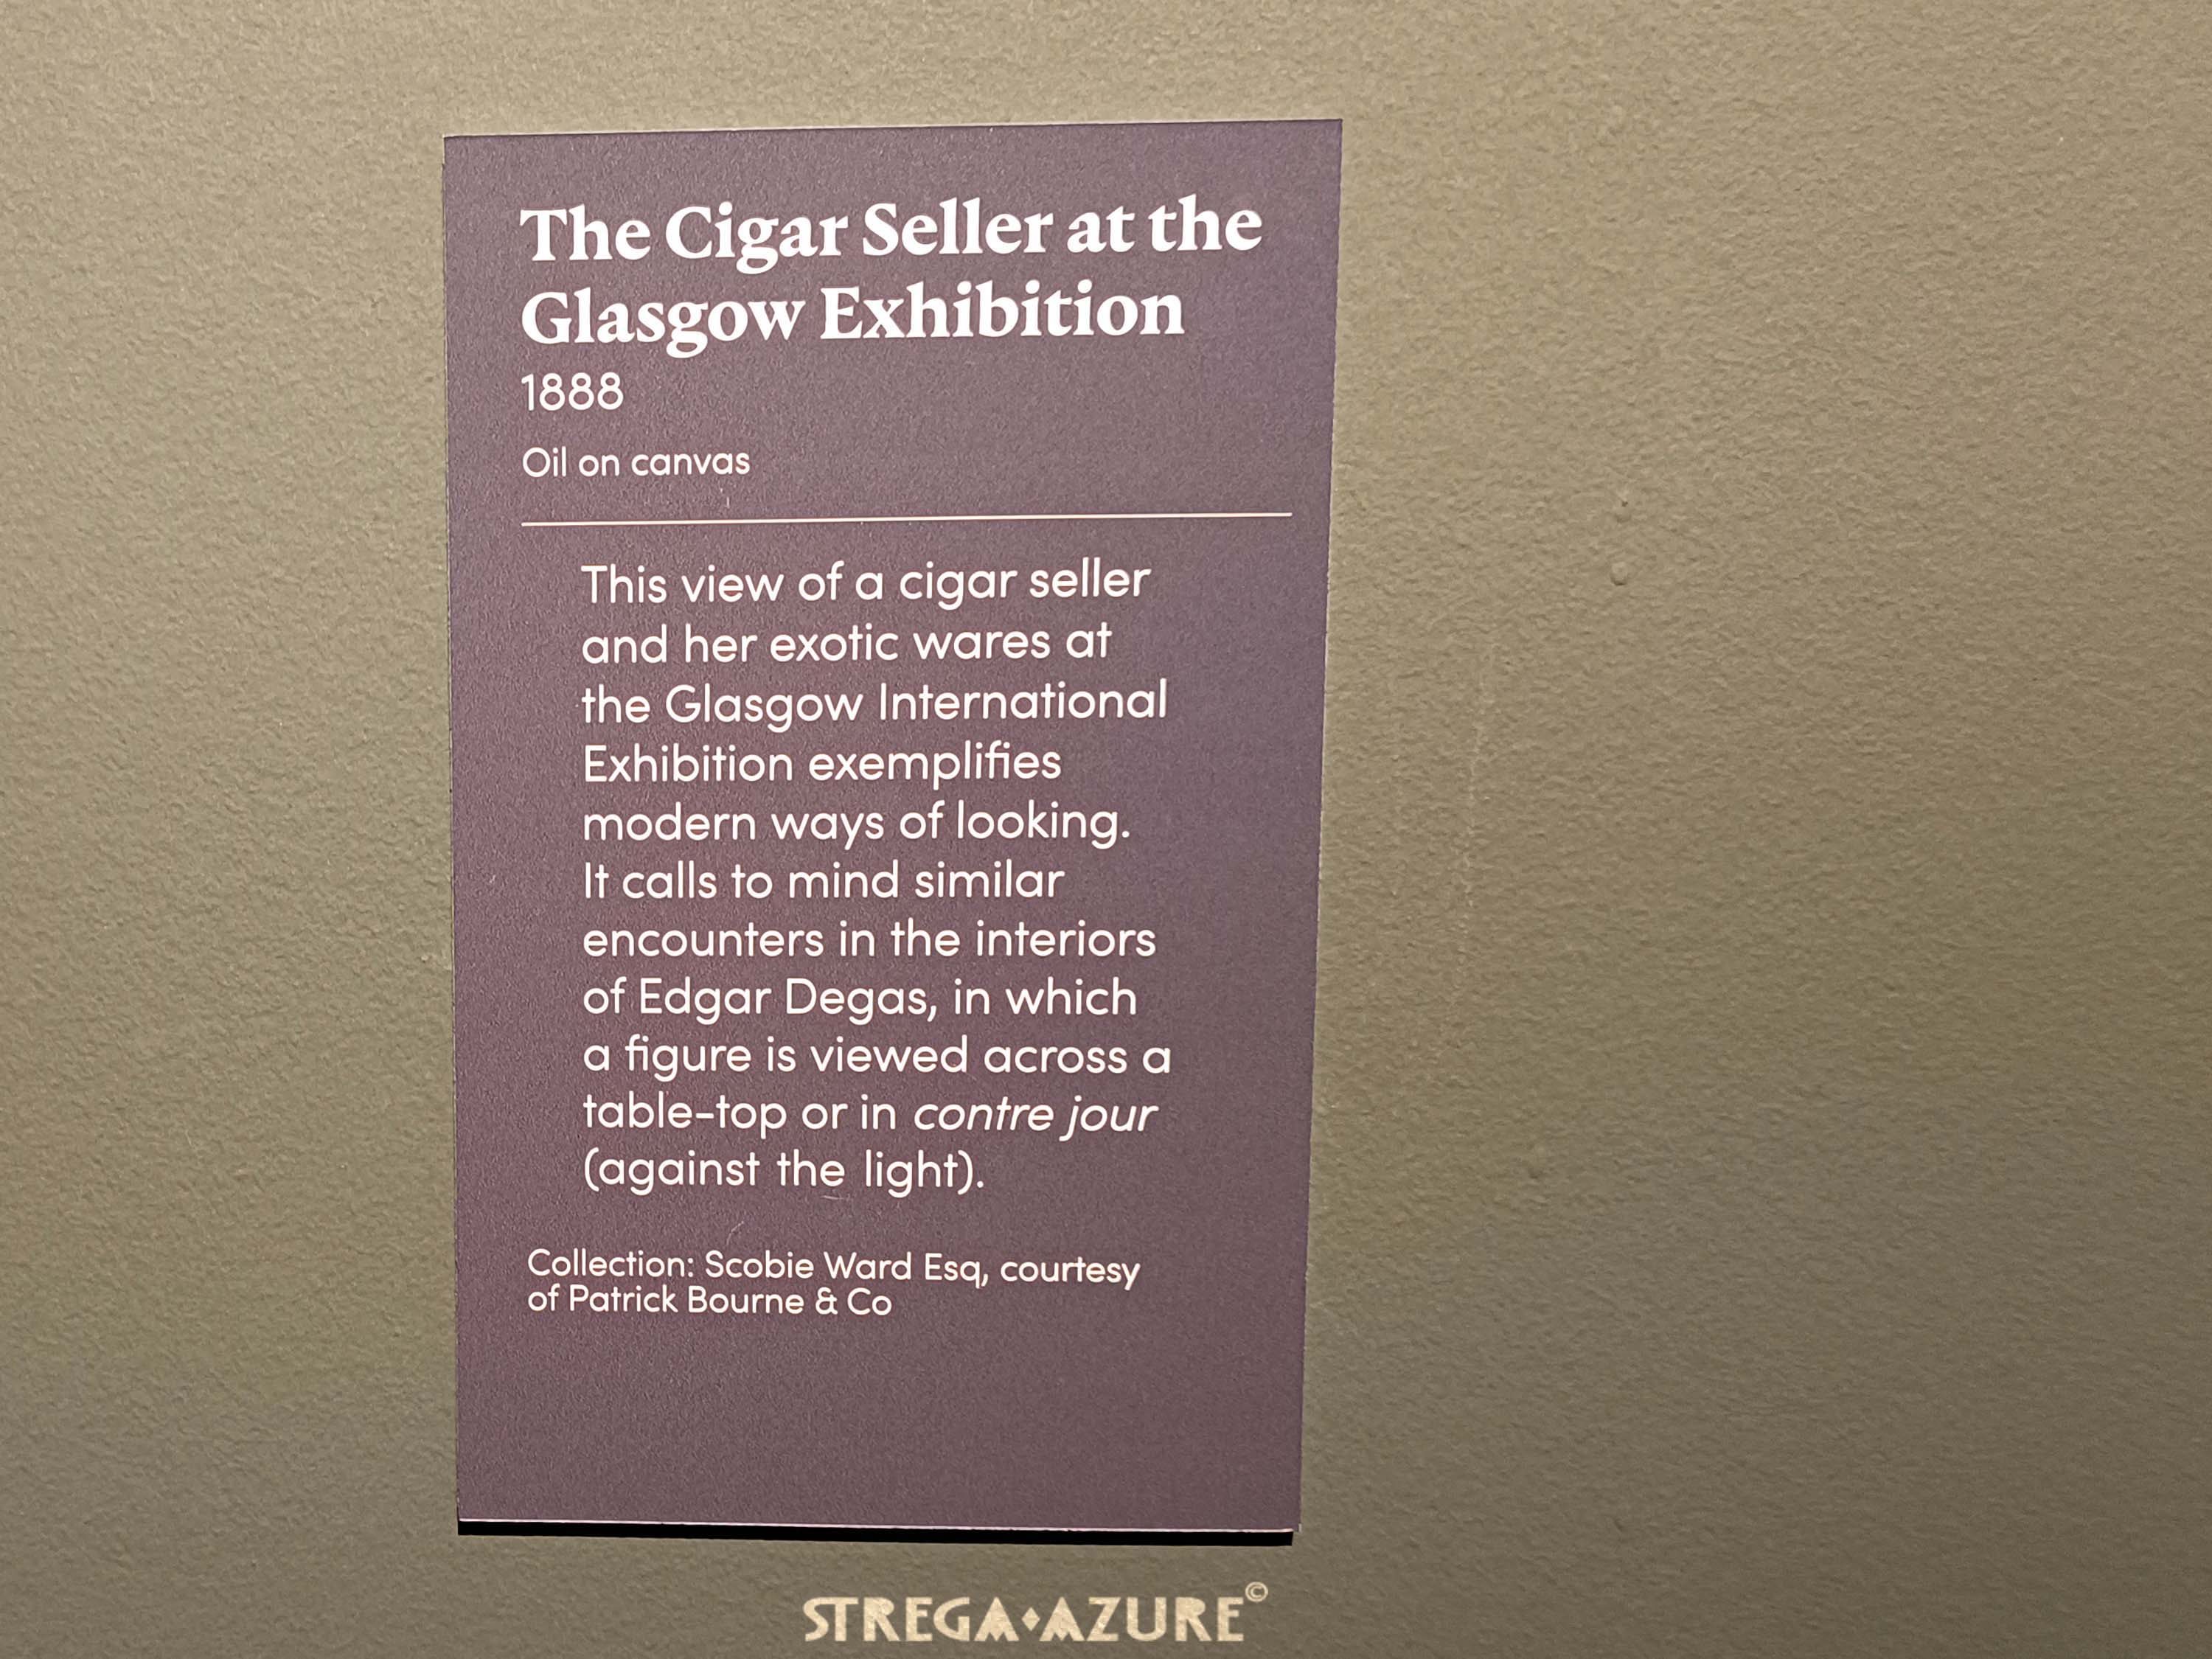 The Cigar Seller at the
Glasgow Exhibition
1888
Oil on canvas
This view of a cigar seller
and her exotic wares at
the Glasgow International
Exhibition exemplifies
modern ways of looking.
It calls to mind similar
encounters in the interiors
of Edgar Degas, in which
a figure is viewed across a
table-top or in contre jour
(against the light).
Collection: Scobie Ward Esq, courtesy
of Patrick Bourne & Co
STREGA♦AZURE©